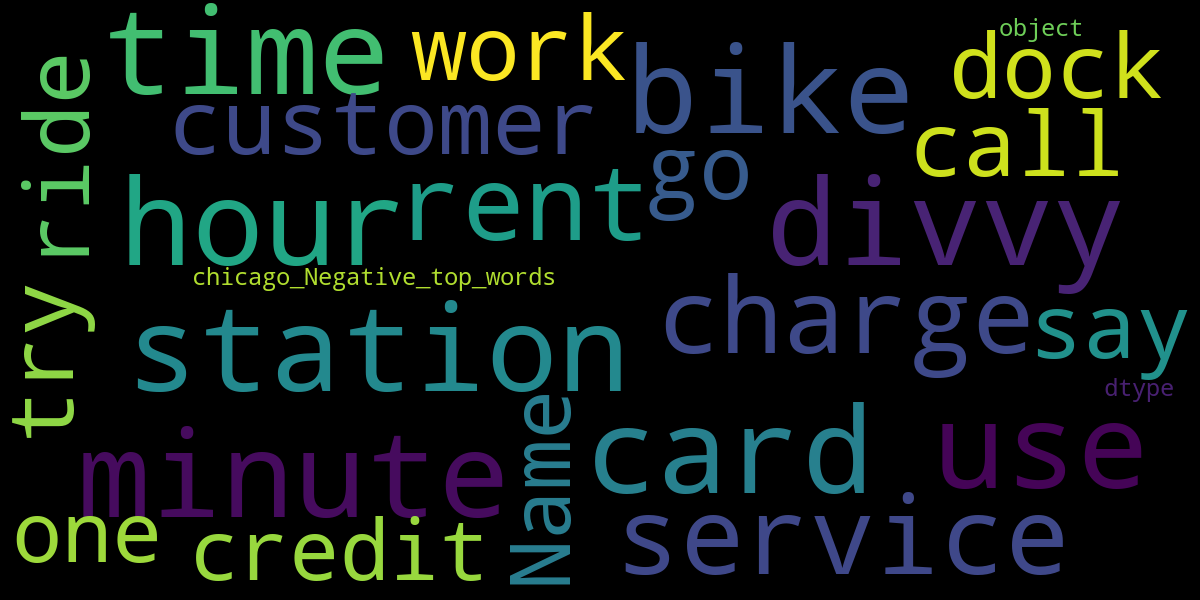 time
work
object
bike
dock
customer
ride
call
go
hour
rent
divvy
chicago_Negative_top_words
charge
say
try
station
dtype
Name
card
use
minute
one
credit
service